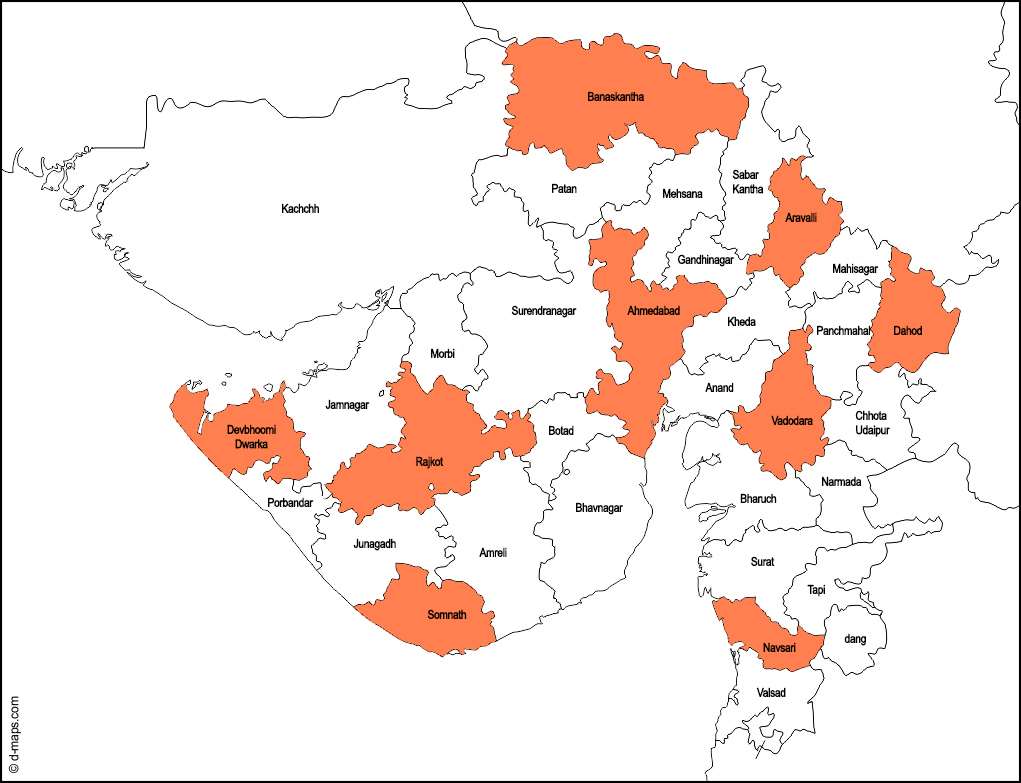 Banaskantha
Patan
Mehsana
Sabar
Kantha
Kachchh
Aravalli
Gandhinagar
Mahisagar
Surendranagar
Ahmedabad
Kheda
Panchmahal
Dahod
Morbi
Anand
Jamnagar
Vadodara
Chhota
Udaipur
Devbhoomi
Dwarka
Botad
Rajkot
Narmada
Porbandar
Bharuch
Bhavnagar
Junagadh
Amreli
Surat
Tapi
Somnath
dang
Navsari
Valsad
© d-maps.com